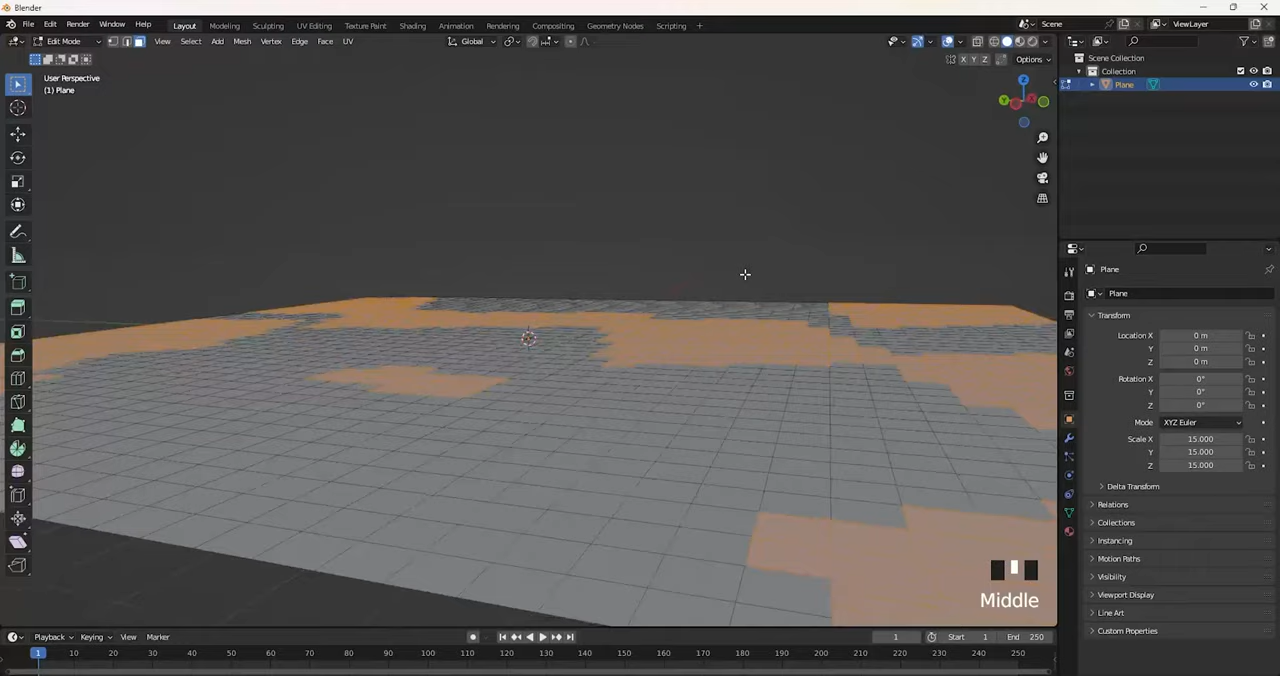 Blender
File Edit Render Window Help Layout Modeling Sculpting UV Editing Texture Paint Shading Animation Rendering Compositing Geometry Nodes Scripting + Scene ViewLayer
Edit Mode View Select Add Mesh Vertex Edge Face UV Global
X Y Z Options
User Perspective
(1) Plane
Z
Y X
Scene Collection
Collection
Plane
Plane
Plane
Transform
Location X 0 m
Y 0 m
Z 0 m
Rotation X 0°
Y 0°
Z 0°
Mode XYZ Euler
Scale X 15.000
Y 15.000
Z 15.000
Delta Transform
Relations
Collections
Instancing
Motion Paths
Visibility
Viewport Display
Line Art
Custom Properties
Middle
Playback Keying View Marker 1 Start 1 End 250
1 10 20 30 40 50 60 70 80 90 100 110 120 130 140 150 160 170 180 190 200 210 220 230 240 250